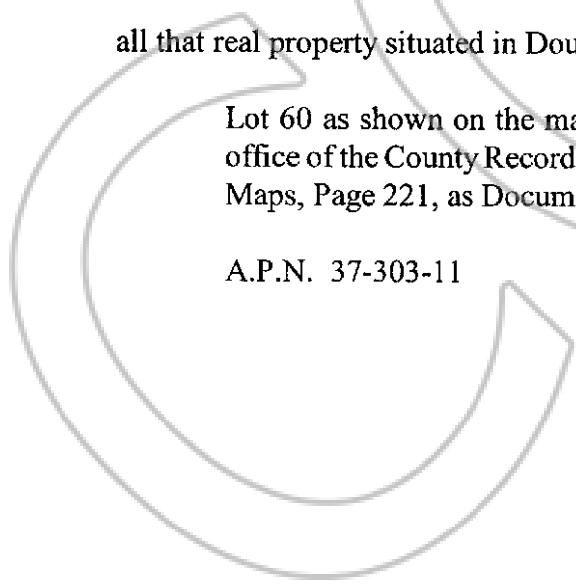 all that real property situated in Dou
Lot 60 as shown on the ma
office of the County Record
Maps, Page 221, as Docum
A.P.N. 37-303-11